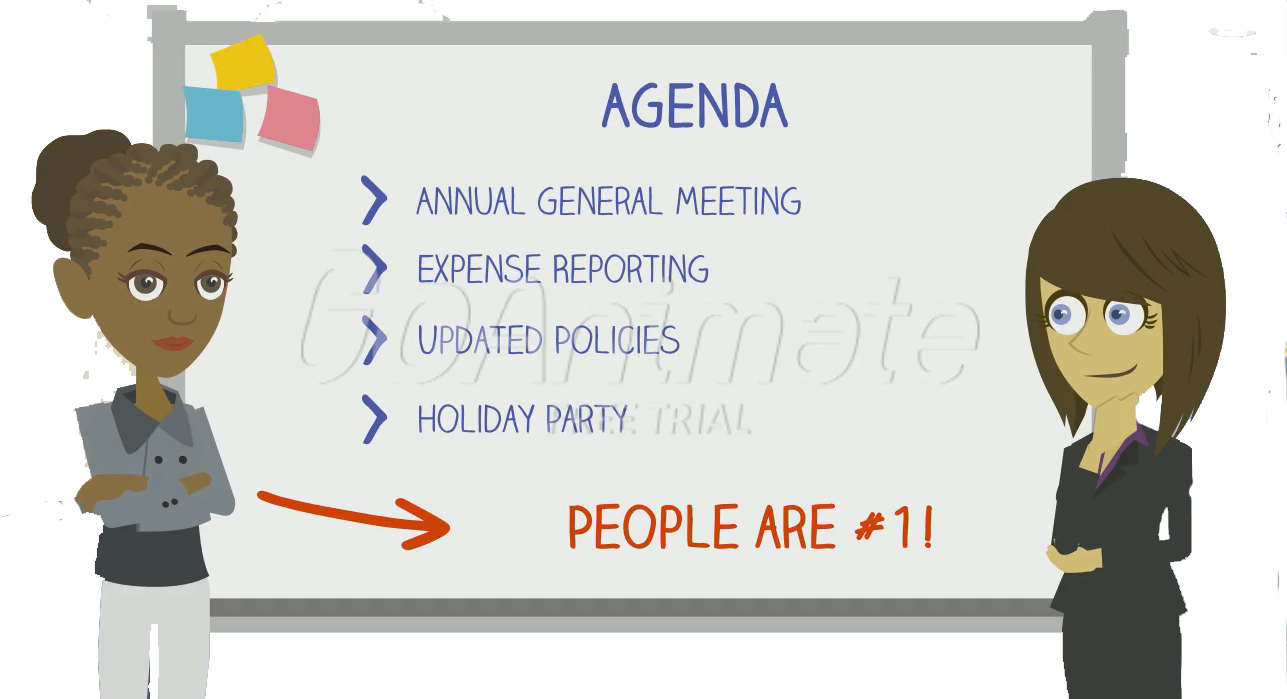 AGENDA
ANNUAL GENERAL MEETING
EXPENSE REPORTING
GoAnimate
UPDATED POLICIES
HOLIDAY PARTY
FREE TRIAL
PEOPLE ARE #1!